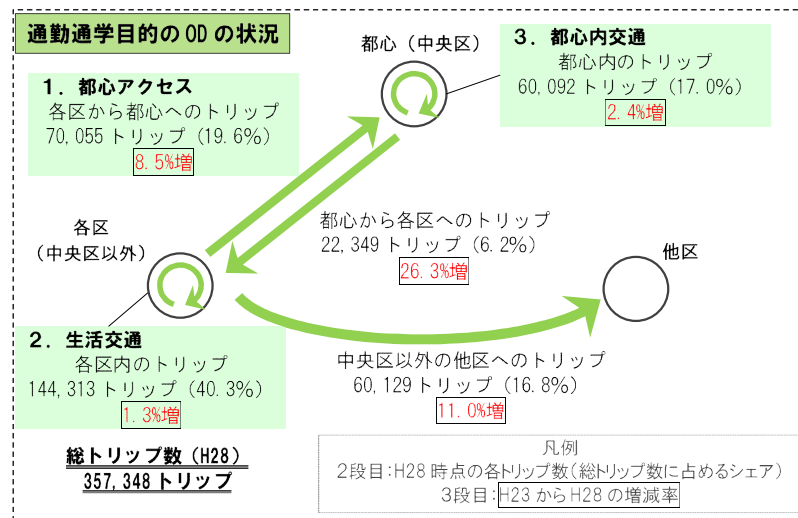 通勤通学目的のODの状況
都心（中央区）
3．都心内交通
都心内のトリップ
60,092トリップ（17.0%）
2.4%増
1．都心アクセス
各区から都心へのトリップ
70,055トリップ（19.6%）
8.5%増
各区
（中央区以外）
都心から各区へのトリップ
22,349トリップ（6.2%）
26.3%増
他区
2．生活交通
各区内のトリップ
144,313トリップ（40.3%）
1.3%増
中央区以外の他区へのトリップ
60,129トリップ（16.8%）
11.0%増
総トリップ数（H28）
357,348トリップ
凡例
2段目：H28時点の各トリップ数（総トリップ数に占めるシェア）
3段目：H23からH28の増減率